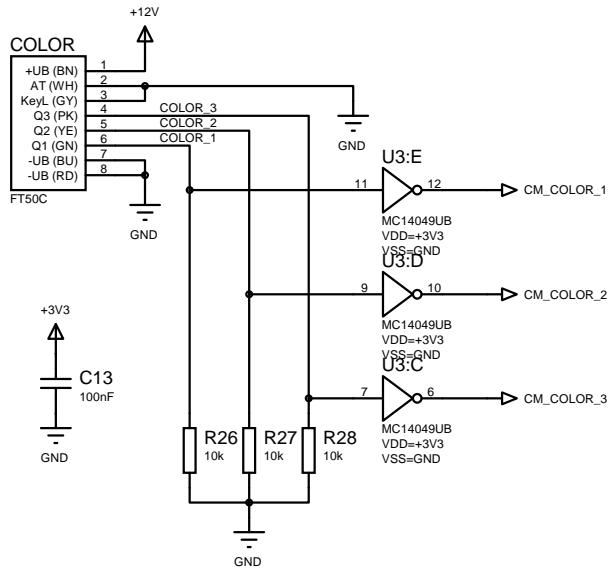 +12V
COLOR
+UB (BN) 1
AT (WH) 2
KeyL (GY) 3
Q3 (PK) 4 COLOR_3
Q2 (YE) 5 COLOR_2
Q1 (GN) 6 COLOR_1
-UB (BU) 7
-UB (RD) 8
FT50C
GND
GND
U3:E
11 12 CM_COLOR_1
MC14049UB
VDD=+3V3
VSS=GND
U3:D
9 10 CM_COLOR_2
MC14049UB
VDD=+3V3
VSS=GND
U3:C
7 6 CM_COLOR_3
MC14049UB
VDD=+3V3
VSS=GND
+3V3
C13
100nF
GND
R26 R27 R28
10k 10k 10k
GND